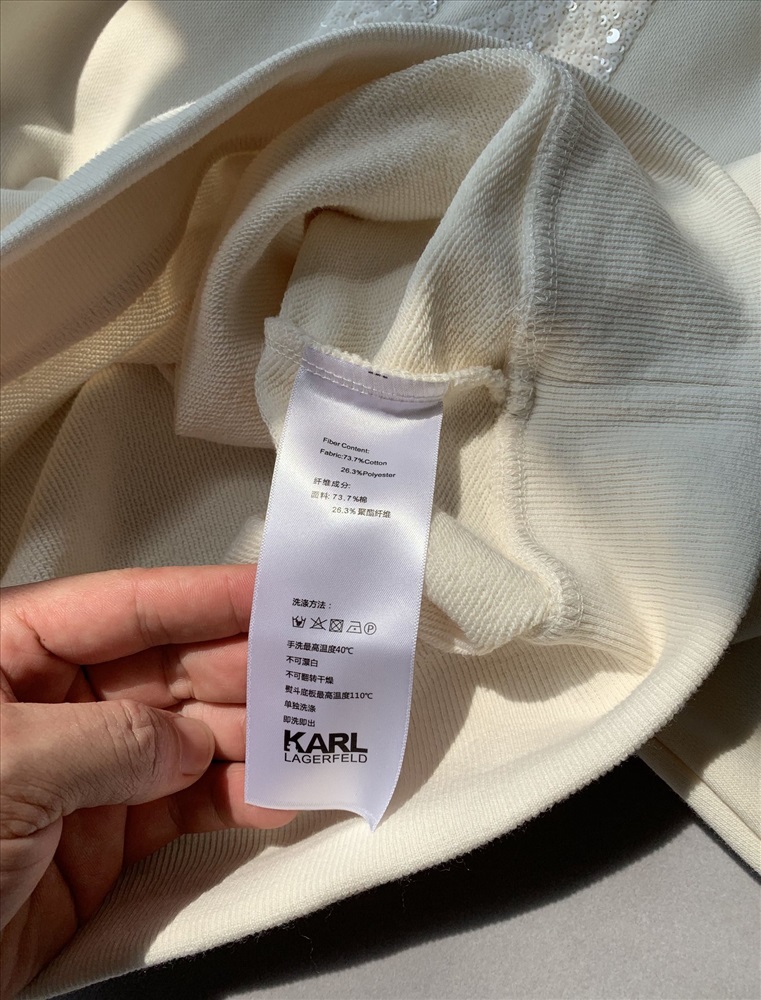 Fiber Content:
Fabric:73.7%Cotton
26.3%Polyester
纤维成分:
面料:73.7%棉
26.3%聚酯纤维
洗涤方法：
手洗最高温度40℃
不可漂白
不可翻转干燥
熨斗底板最高温度110℃
单独洗涤
即洗即出
KARL
LAGERFELD